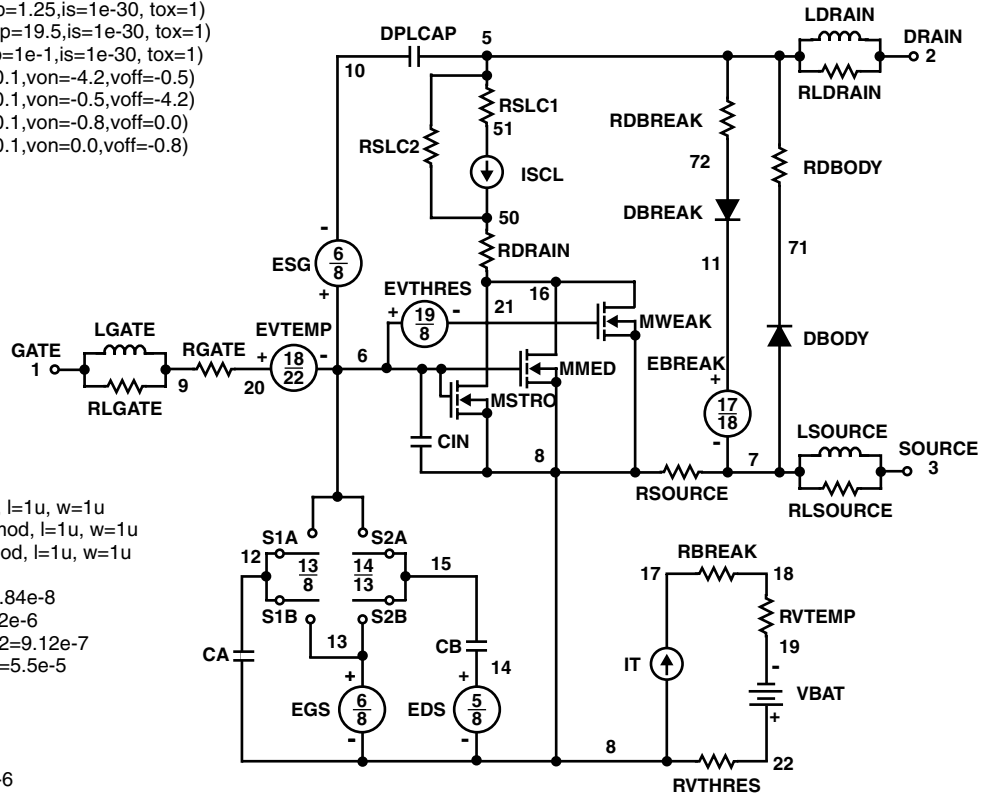 o=1.25,is=1e-30, tox=1)
p=19.5,is=1e-30, tox=1)
o=1e-1,is=1e-30, tox=1)
0.1,von=-4.2,voff=-0.5)
0.1,von=-0.5,voff=-4.2)
0.1,von=-0.8,voff=0.0)
0.1,von=0.0,voff=-0.8)
LDRAIN
DRAIN
2
RLDRAIN
DPLCAP
5
10
RSLC1
51
RSLC2
ISCL
50
RDRAIN
RDBREAK
72
RDBODY
DBREAK
71
11
ESG
6
8
-
+
EVTHRES
+
19
8
-
21
16
MWEAK
LGATE
GATE
1
RLGATE
9
RGATE
20
EVTEMP
+
18
22
-
6
MMED
MSTRO
DBODY
EBREAK
+
17
18
-
CIN
8
RSOURCE
7
LSOURCE
SOURCE
3
RLSOURCE
, l=1u, w=1u
nod, l=1u, w=1u
od, l=1u, w=1u
.84e-8
2e-6
2=9.12e-7
=5.5e-5
-6
S1A
S2A
12
13
8
14
13
15
S1B
S2B
13
CA
CB
14
+
EGS
6
8
-
+
EDS
5
8
-
RBREAK
17
18
RVTEMP
19
IT
-
VBAT
+
8
22
RVTHRES